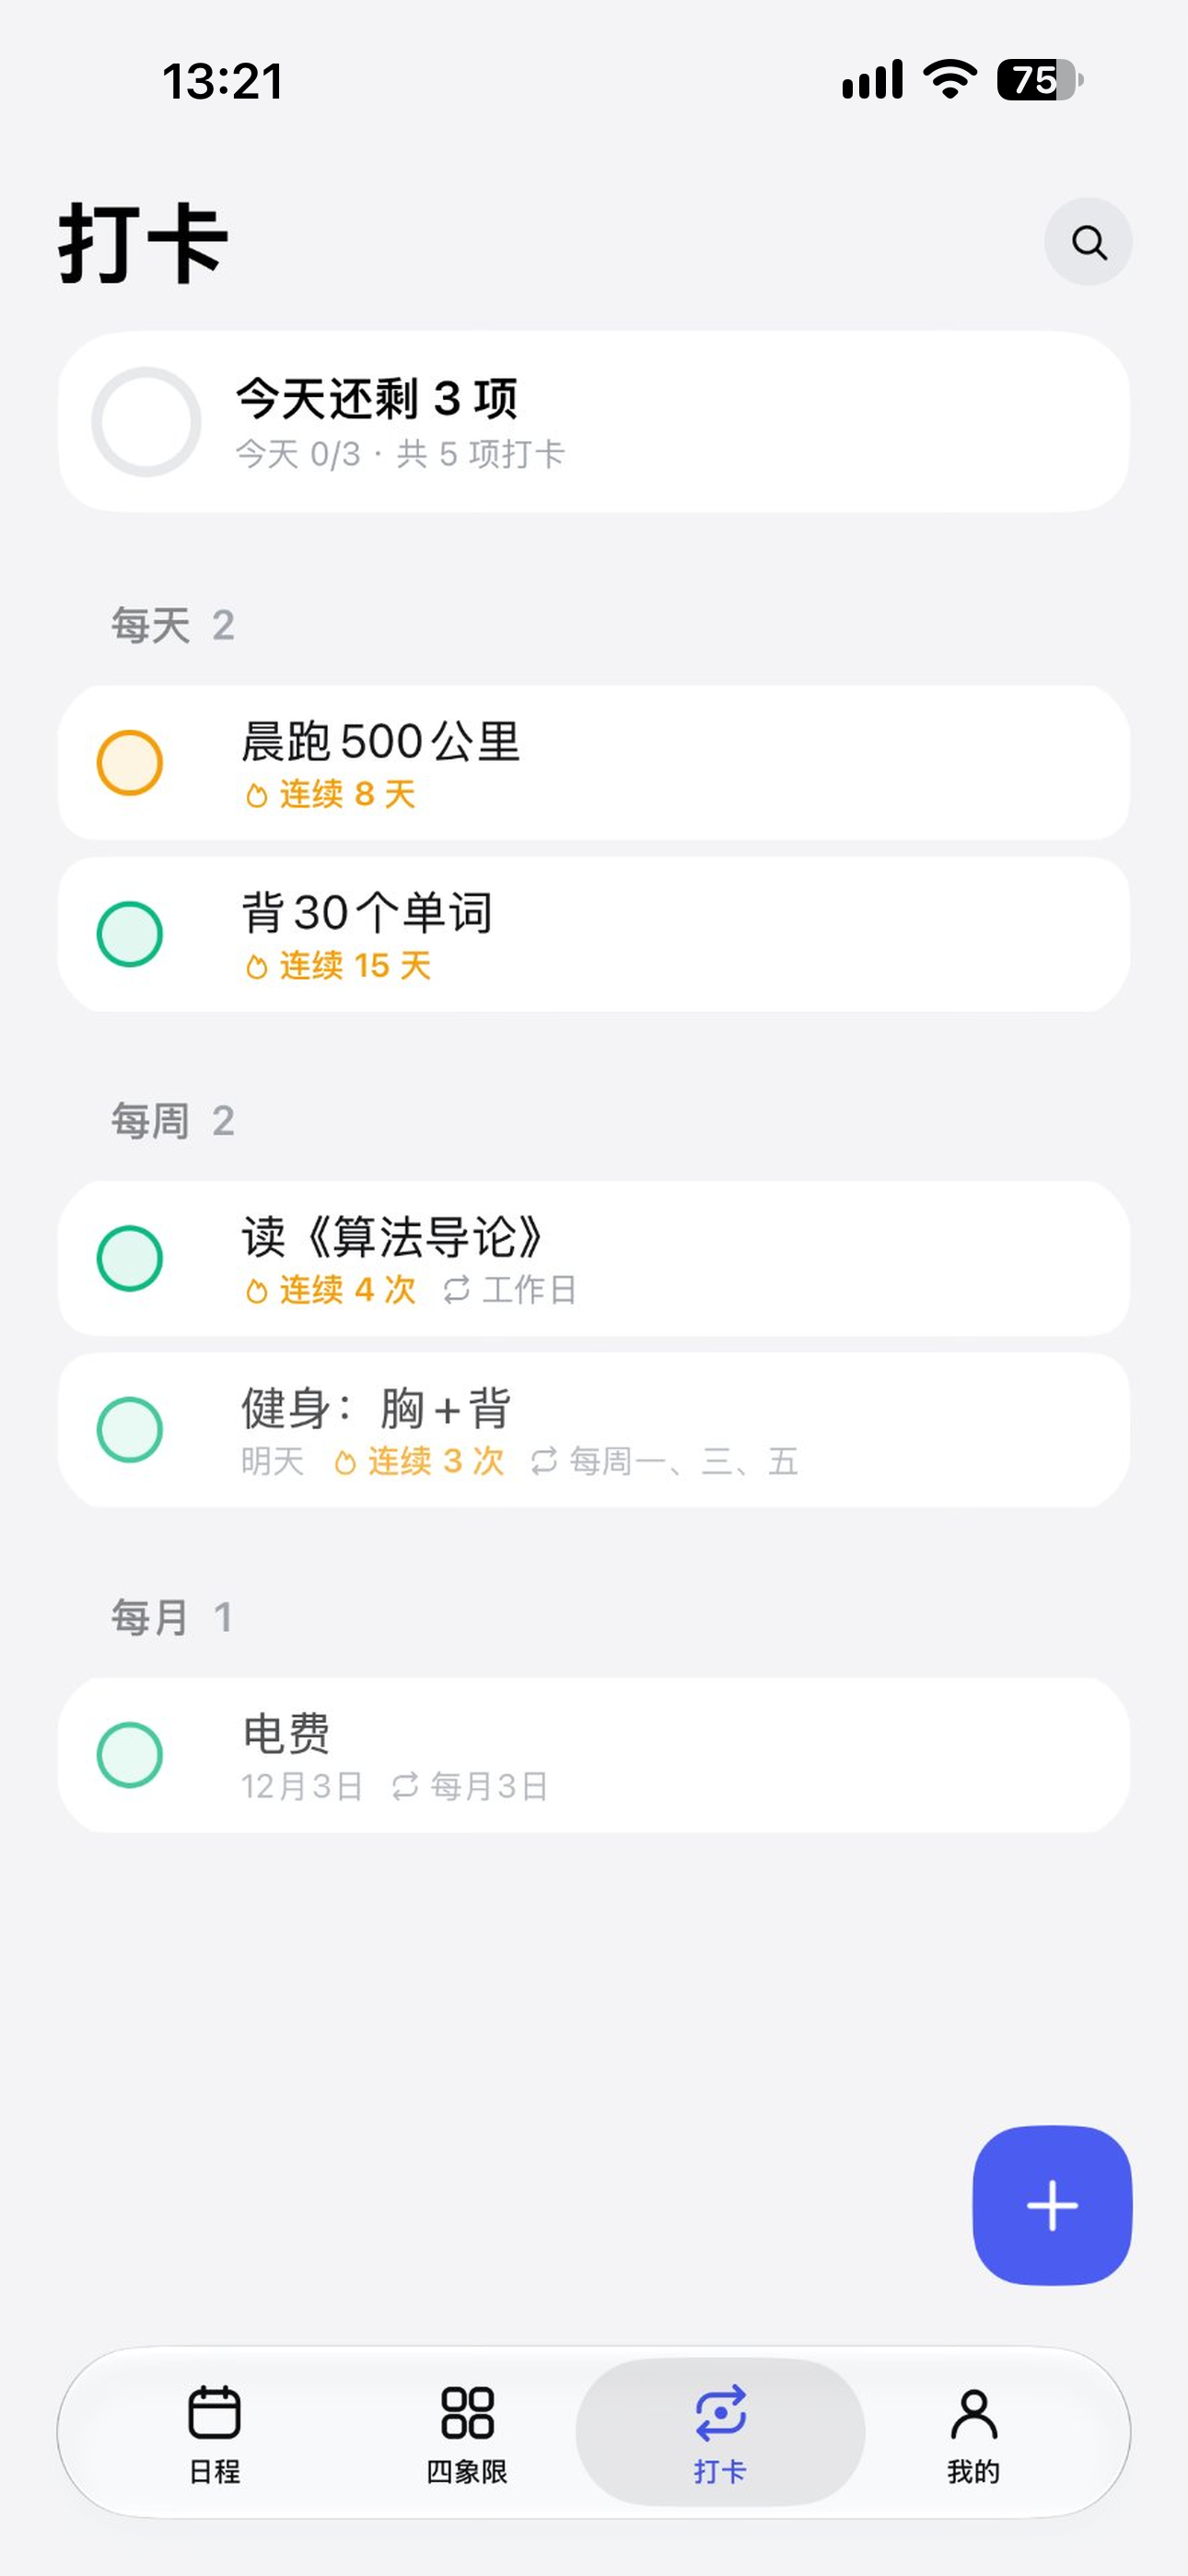 13:21
75
打卡
今天还剩 3 项
今天 0/3 · 共 5 项打卡
每天 2
晨跑500公里
连续 8 天
背30个单词
连续 15 天
每周 2
读《算法导论》
连续 4 次 工作日
健身：胸+背
明天 连续 3 次 每周一、三、五
每月 1
电费
12月3日 每月3日
日程 四象限 打卡 我的